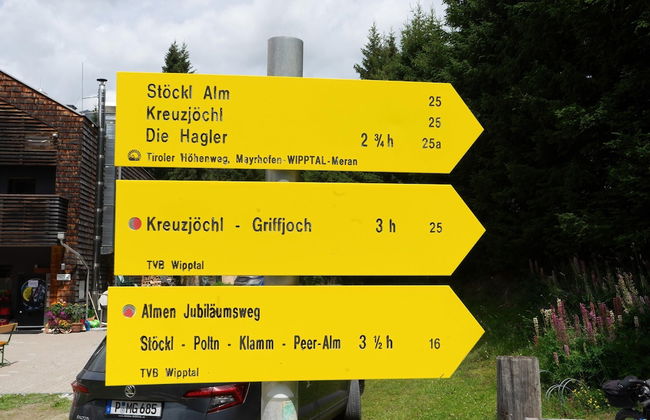 Stöckl Alm 25
Kreuzjöchl 25
Die Hagler 2 ¾ h 25a
Tiroler Höhenweg, Mayrhofen-WIPPTAL-Meran
Kreuzjöchl - Griffjoch 3 h 25
TVB Wipptal
Almen Jubiläumsweg
Stöckl - Poltn - Klamm - Peer-Alm 3 ½ h 16
TVB Wipptal
P MG685